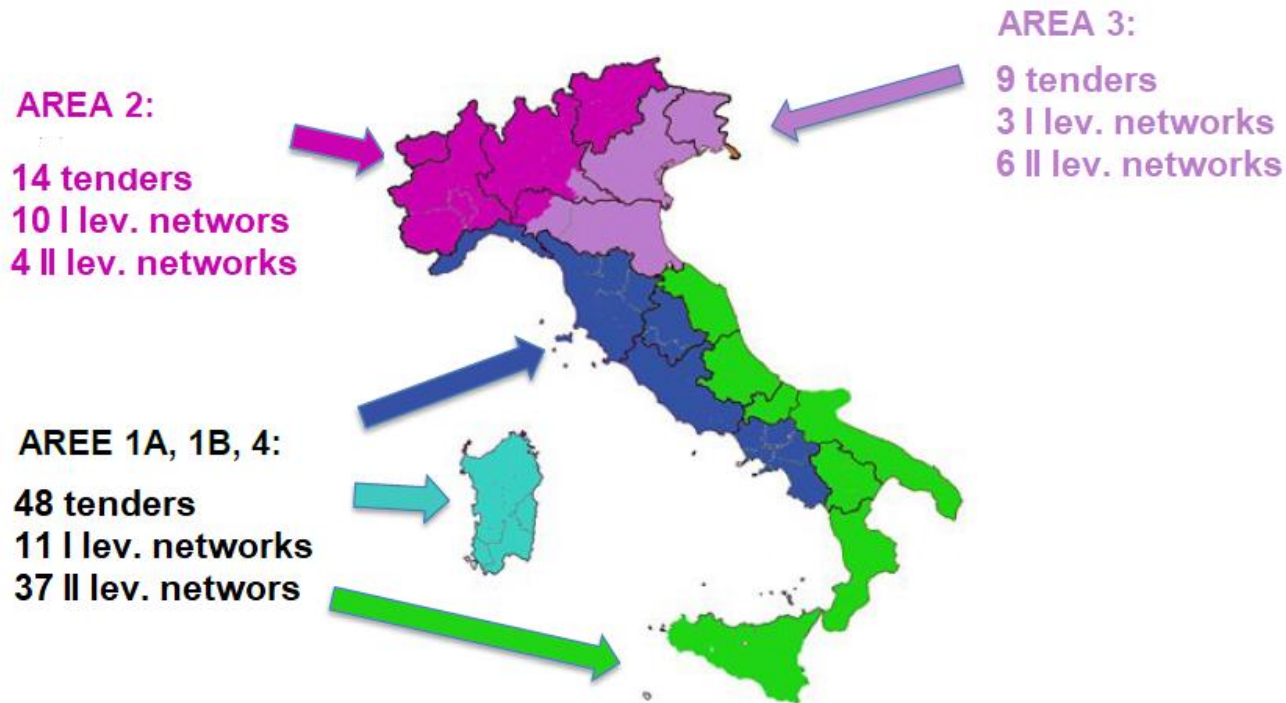 AREA 2:
14 tenders
10 I lev. networs
4 II lev. networks
AREA 3:
9 tenders
3 I lev. networks
6 II lev. networks
AREE 1A, 1B, 4:
48 tenders
11 I lev. networks
37 II lev. networs